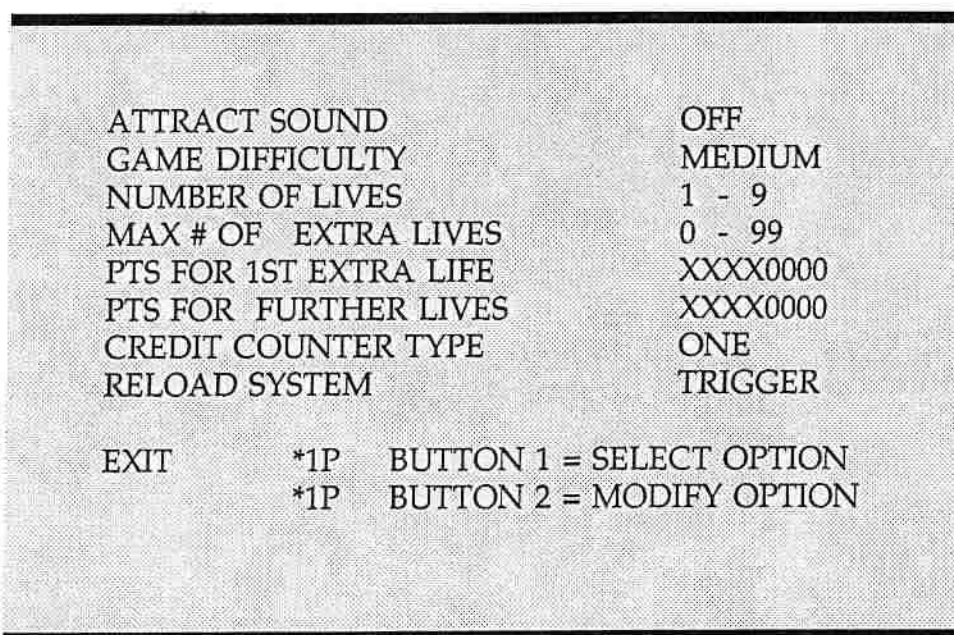 ATTRACT SOUND OFF
GAME DIFFICULTY MEDIUM
NUMBER OF LIVES 1 - 9
MAX # OF EXTRA LIVES 0 - 99
PTS FOR 1ST EXTRA LIFE XXXX0000
PTS FOR FURTHER LIVES XXXX0000
CREDIT COUNTER TYPE ONE
RELOAD SYSTEM TRIGGER
EXIT *1P BUTTON 1 = SELECT OPTION
*1P BUTTON 2 = MODIFY OPTION